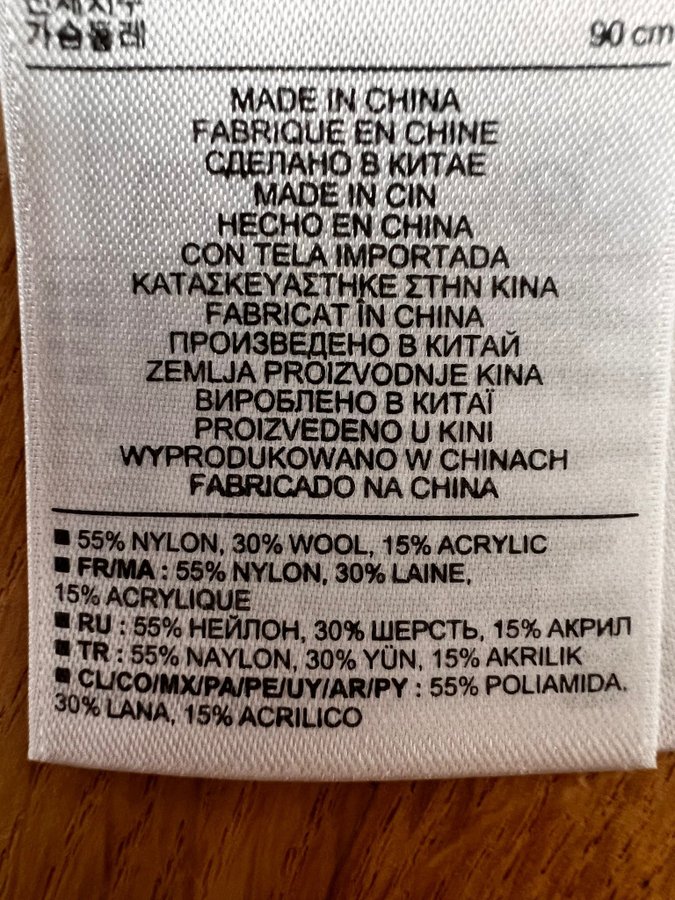 가슴둘레 90 cm
MADE IN CHINA
FABRIQUE EN CHINE
СДЕЛАНО В КИТАЕ
MADE IN CIN
HECHO EN CHINA
CON TELA IMPORTADA
ΚΑΤΑΣΚΕΥΑΣΤΗΚΕ ΣΤΗΝ ΚΙΝΑ
FABRICAT ÎN CHINA
ПРОИЗВЕДЕНО В КИТАЙ
ZEMLJA PROIZVODNJE KINA
ВИРОБЛЕНО В КИТАЇ
PROIZVEDENO U KINI
WYPRODUKOWANO W CHINACH
FABRICADO NA CHINA
■ 55% NYLON, 30% WOOL, 15% ACRYLIC
■ FR/MA : 55% NYLON, 30% LAINE,
15% ACRYLIQUE
■ RU : 55% НЕЙЛОН, 30% ШЕРСТЬ, 15% АКРИЛ
■ TR : 55% NAYLON, 30% YÜN, 15% AKRILIK
■ CL/CO/MX/PA/PE/UY/AR/PY : 55% POLIAMIDA,
30% LANA, 15% ACRILICO